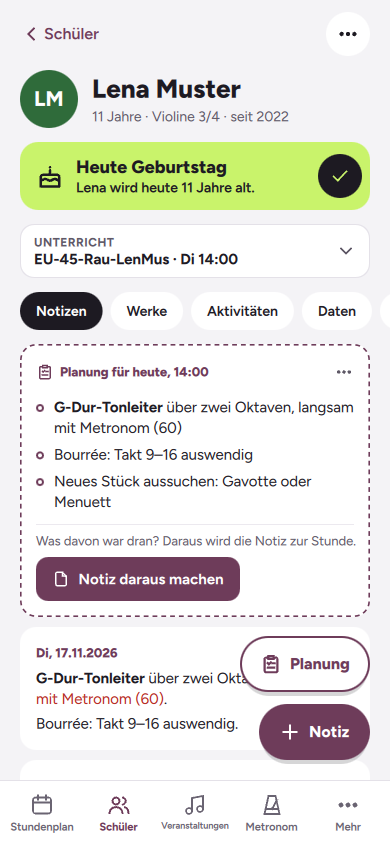 Schüler
LM
Lena Muster
11 Jahre · Violine 3/4 · seit 2022
Heute Geburtstag
Lena wird heute 11 Jahre alt.
UNTERRICHT
EU-45-Rau-LenMus · Di 14:00
Notizen
Werke
Aktivitäten
Daten
Planung für heute, 14:00
G-Dur-Tonleiter über zwei Oktaven, langsam
mit Metronom (60)
Bourrée: Takt 9–16 auswendig
Neues Stück aussuchen: Gavotte oder
Menuett
Was davon war dran? Daraus wird die Notiz zur Stunde.
Notiz daraus machen
Di, 17.11.2026
G-Dur-Tonleiter über zwei
mit Metronom (60).
Bourrée: Takt 9–16 auswendig.
Planung
Notiz
Stundenplan
Schüler
Veranstaltungen
Metronom
Mehr